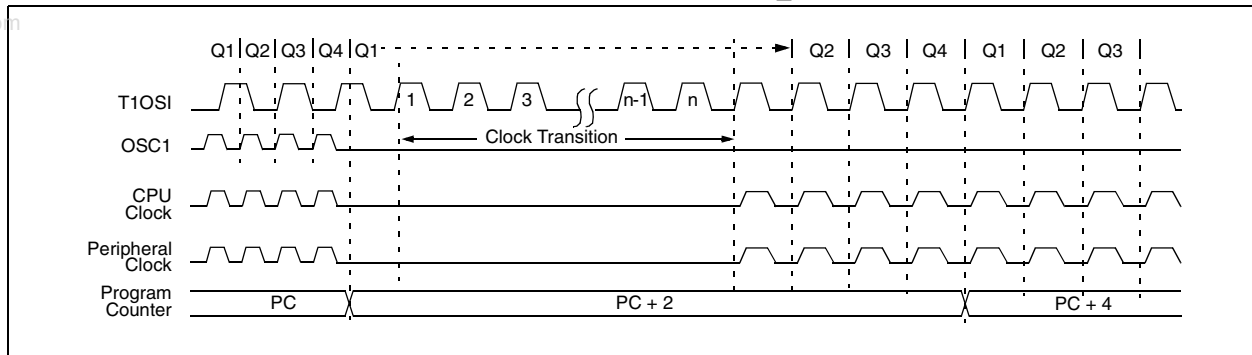 om
Q1 Q2 Q3 Q4 Q1 Q2 Q3 Q4 Q1 Q2 Q3
T1OSI 1 2 3 n-1 n
Clock Transition
OSC1
CPU
Clock
Peripheral
Clock
Program
Counter
PC PC + 2 PC + 4